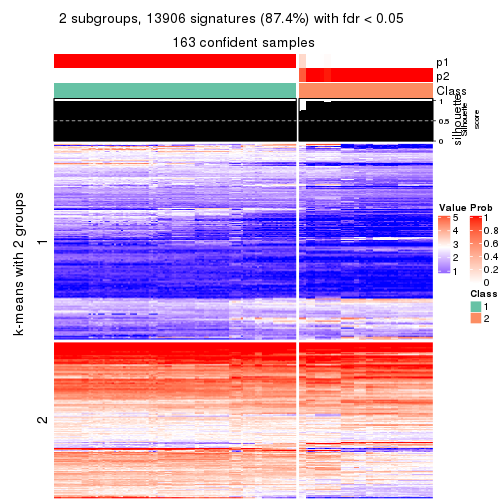 2 subgroups, 13906 signatures (87.4%) with fdr < 0.05
163 confident samples
p1
p2
Class
1
0.5
0
silhouette
Silhouette
score
k-means with 2 groups
1
2
Value
5
4
3
2
1
Prob
1
0.8
0.6
0.4
0.2
0
Class
1
2